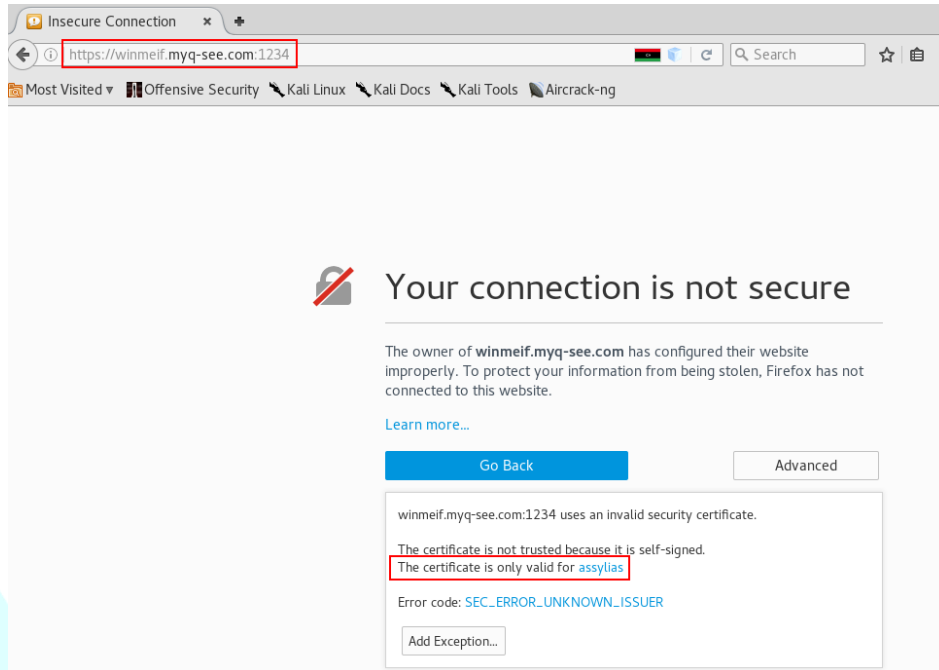 Insecure Connection
https://winmeif.myq-see.com:1234
Search
Most Visited
Offensive Security
Kali Linux
Kali Docs
Kali Tools
Aircrack-ng
Your connection is not secure
The owner of winmeif.myq-see.com has configured their website
improperly. To protect your information from being stolen, Firefox has not
connected to this website.
Learn more...
Go Back
Advanced
winmeif.myq-see.com:1234 uses an invalid security certificate.
The certificate is not trusted because it is self-signed.
The certificate is only valid for assylias
Error code: SEC_ERROR_UNKNOWN_ISSUER
Add Exception...